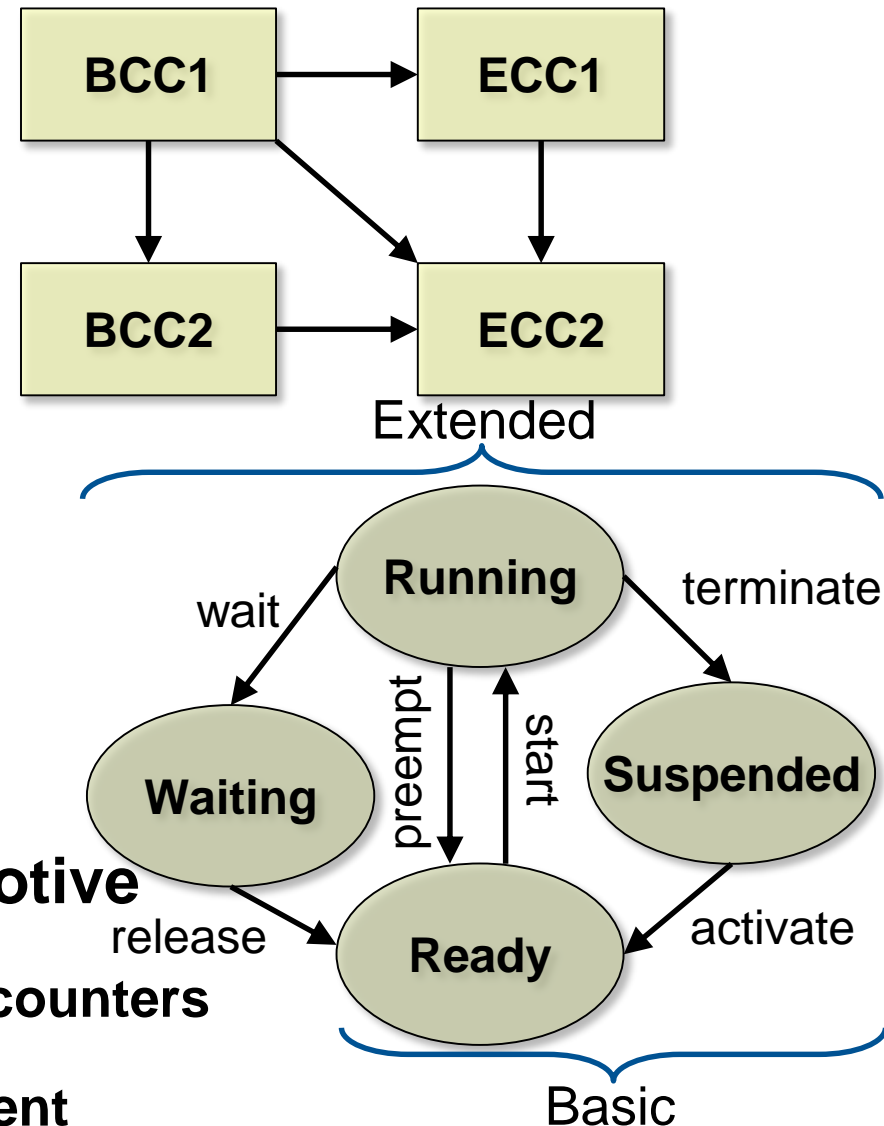 BCC1
ECC1
BCC2
ECC2
Extended
Running
wait
terminate
preempt
start
Waiting
Suspended
otive
release
Ready
activate
counters
ent
Basic